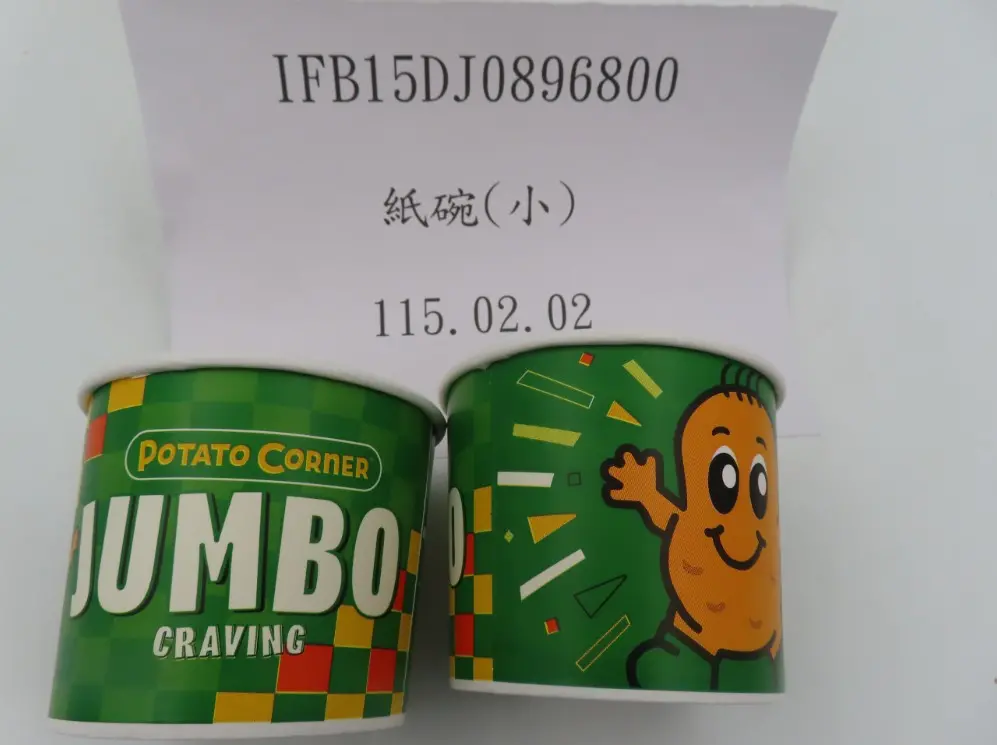 IFB15DJ0896800
紙碗(小)
115.02.02
POTATO CORNER
JUMBO
CRAVING
O